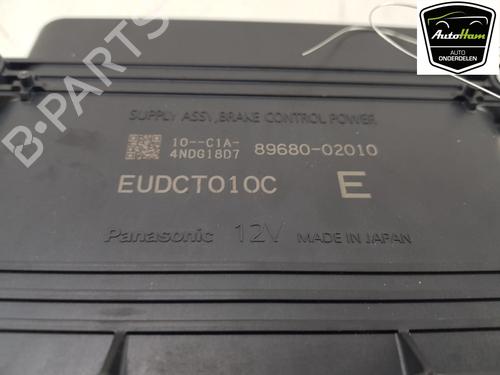 AutoHam
AUTO
ONDERDELEN
B-PARTS
SUPPLY ASSY, BRAKE CONTROL POWER
10--C1A-
4NDG18D7 89680-02010
EUDCT010C E
Panasonic 12V MADE IN JAPAN